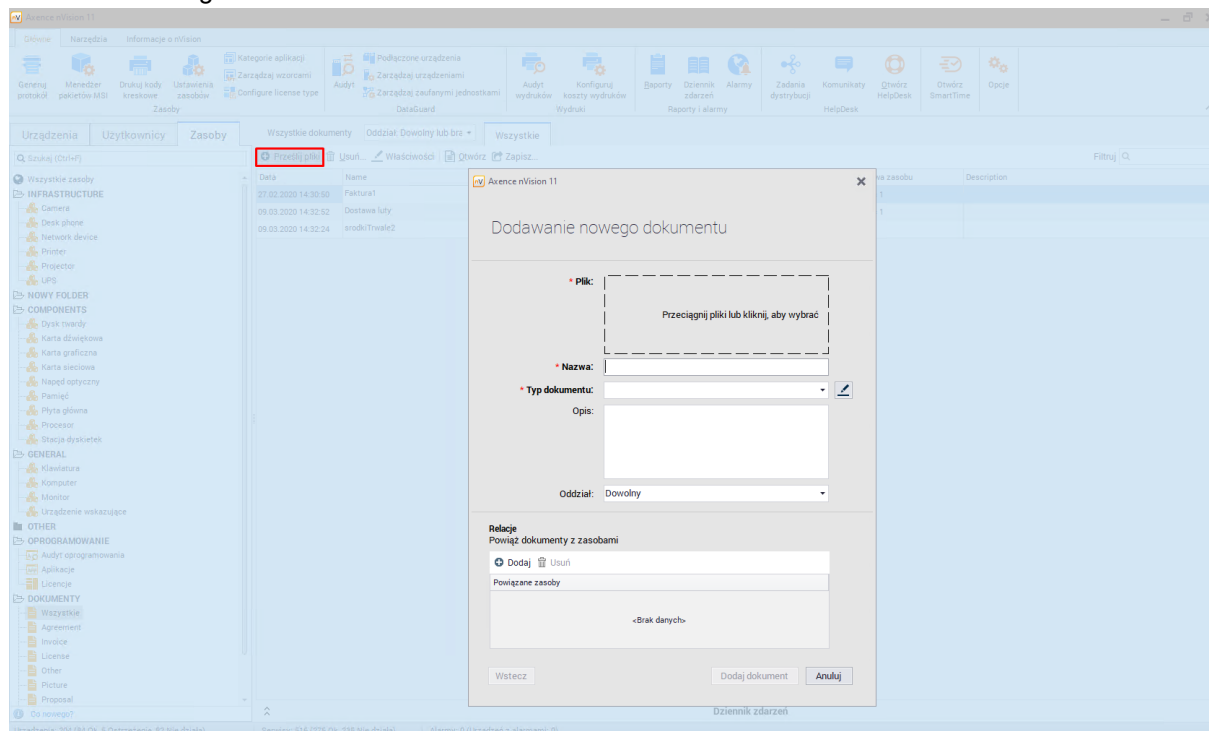 Axence nVision 11
Główne Narzędzia Informacje o nVision
Generuj protokół
Menedżer pakietów MSI
Drukuj kody kreskowe
Ustawienia zasobów
Kategorie aplikacji
Zarządzaj wzorcami
Configure license type
Zasoby
Audyt
Podłączone urządzenia
Zarządzaj urządzeniami
Zarządzaj zaufanymi jednostkami
DataGuard
Audyt wydruków
Konfiguruj koszty wydruków
Wydruki
Raporty
Dziennik zdarzeń
Alarmy
Raporty i alarmy
Zadania dystrybucji
Komunikaty
Otwórz HelpDesk
HelpDesk
Otwórz SmartTime
Opcje
Urządzenia Użytkownicy Zasoby
Wszystkie dokumenty Oddział: Dowolny lub bra Wszystkie
Szukaj (Ctrl+F)
Prześlij pliki Usuń... Właściwości Otwórz Zapisz... Filtruj
Data Name na zasobu Description
27.02.2020 14:30:50 Faktura1 1
09.03.2020 14:32:52 Dostawa luty 1
09.03.2020 14:32:24 srodkiTrwale2
Wszystkie zasoby
INFRASTRUCTURE
Camera
Desk phone
Network device
Printer
Projector
UPS
NOWY FOLDER
COMPONENTS
Dysk twardy
Karta dźwiękowa
Karta graficzna
Karta sieciowa
Napęd optyczny
Pamięć
Płyta główna
Procesor
Stacja dyskietek
GENERAL
Klawiatura
Komputer
Monitor
Urządzenie wskazujące
OTHER
OPROGRAMOWANIE
Audyt oprogramowania
Aplikacje
Licencje
DOKUMENTY
Wszystkie
Agreement
Invoice
License
Other
Picture
Proposal
Co nowego?
Axence nVision 11
Dodawanie nowego dokumentu
* Plik:
Przeciągnij pliki lub kliknij, aby wybrać
* Nazwa:
* Typ dokumentu:
Opis:
Oddział: Dowolny
Relacje
Powiąż dokumenty z zasobami
Dodaj Usuń
Powiązane zasoby
<Brak danych>
Wstecz Dodaj dokument Anuluj
Dziennik zdarzeń